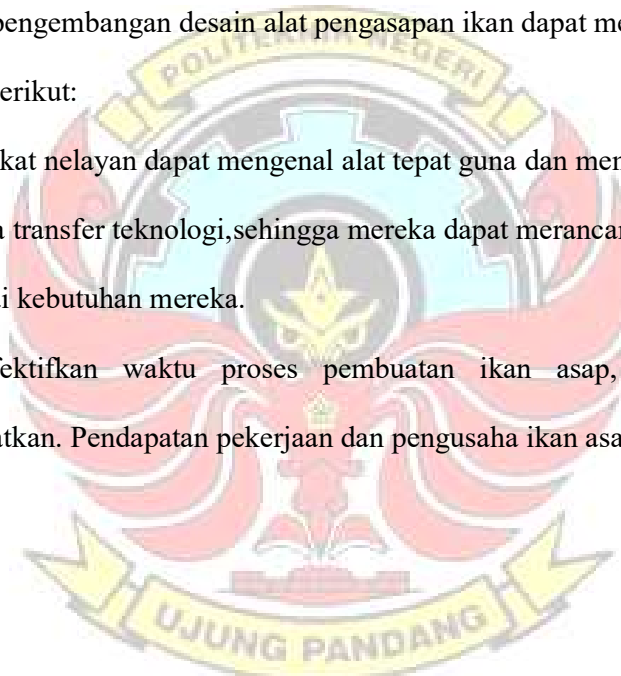 pengembangan desain alat pengasapan ikan dapat me
POLITEKNIK NEGERI
erikut:
kat nelayan dapat mengenal alat tepat guna dan men
a transfer teknologi,sehingga mereka dapat merancan
i kebutuhan mereka.
fektifkan waktu proses pembuatan ikan asap,
atkan. Pendapatan pekerjaan dan pengusaha ikan asa
UJUNG PANDANG